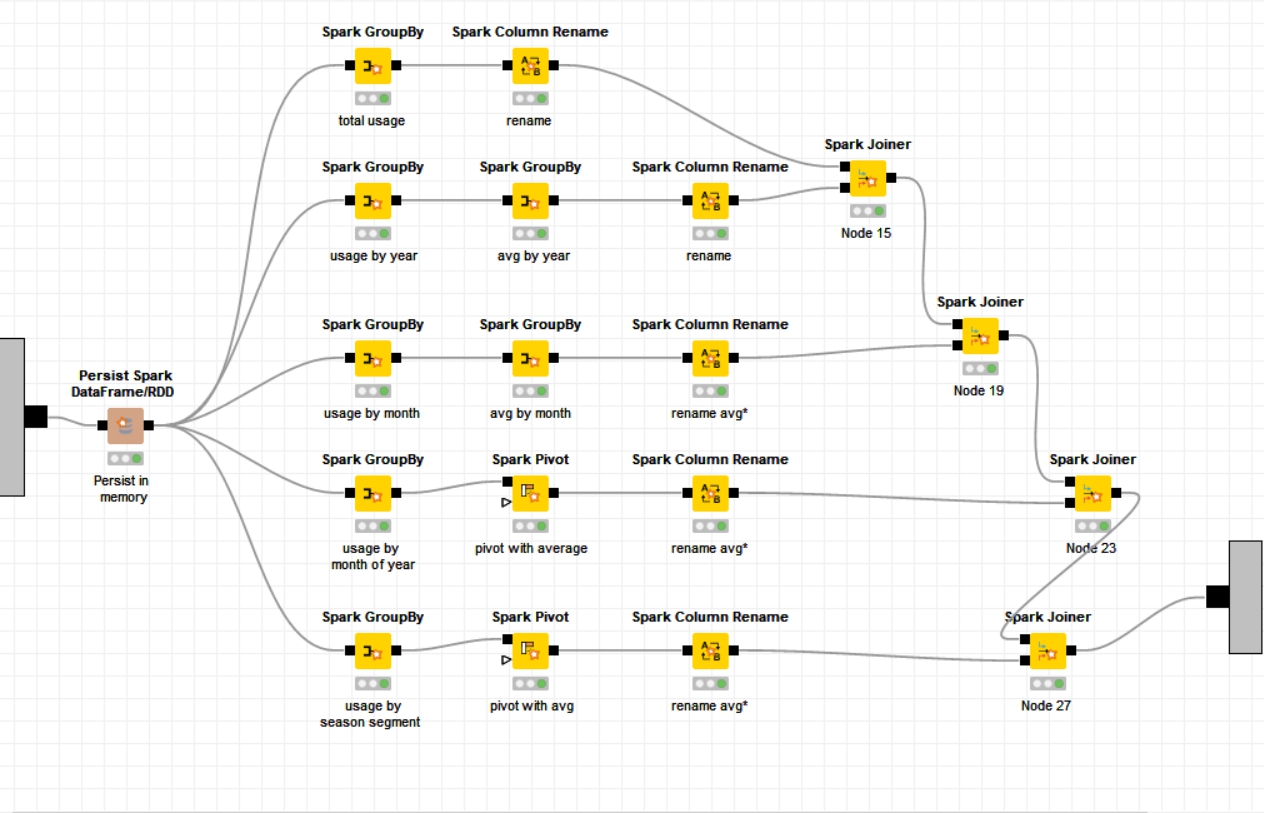 Spark GroupBy
Spark Column Rename
total usage
rename
Spark Joiner
Spark GroupBy
Spark GroupBy
Spark Column Rename
Node 15
usage by year
avg by year
rename
Spark Joiner
Spark GroupBy
Spark GroupBy
Spark Column Rename
Persist Spark
DataFrame/RDD
Node 19
usage by month
avg by month
rename avg*
Spark GroupBy
Spark Pivot
Spark Column Rename
Spark Joiner
Persist in
memory
usage by
month of year
pivot with average
rename avg*
Node 23
Spark GroupBy
Spark Pivot
Spark Column Rename
Spark Joiner
usage by
season segment
pivot with avg
rename avg*
Node 27